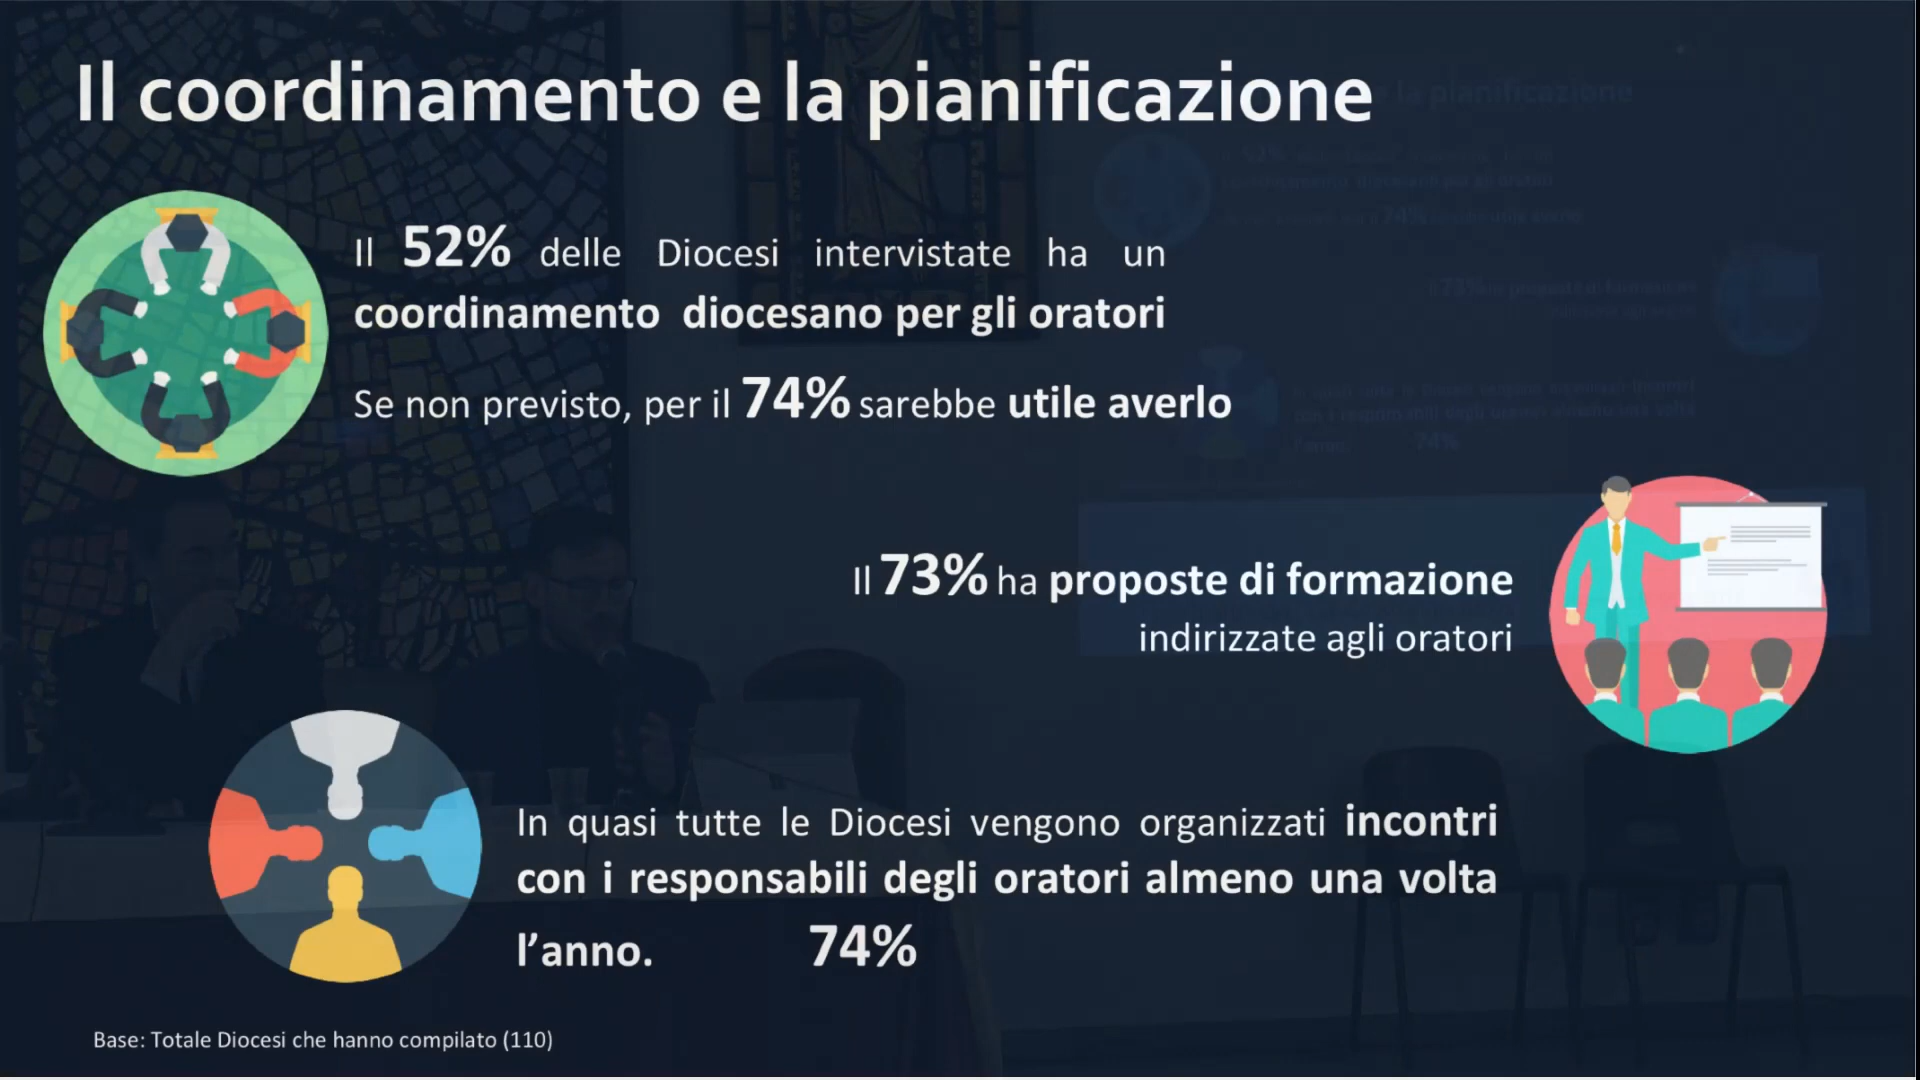 Il coordinamento e la pianificazione
Il 52% delle Diocesi intervistate ha un
coordinamento diocesano per gli oratori
Se non previsto, per il 74% sarebbe utile averlo
Il 73% ha proposte di formazione
indirizzate agli oratori
In quasi tutte le Diocesi vengono organizzati incontri
con i responsabili degli oratori almeno una volta
l’anno. 74%
Base: Totale Diocesi che hanno compilato (110)